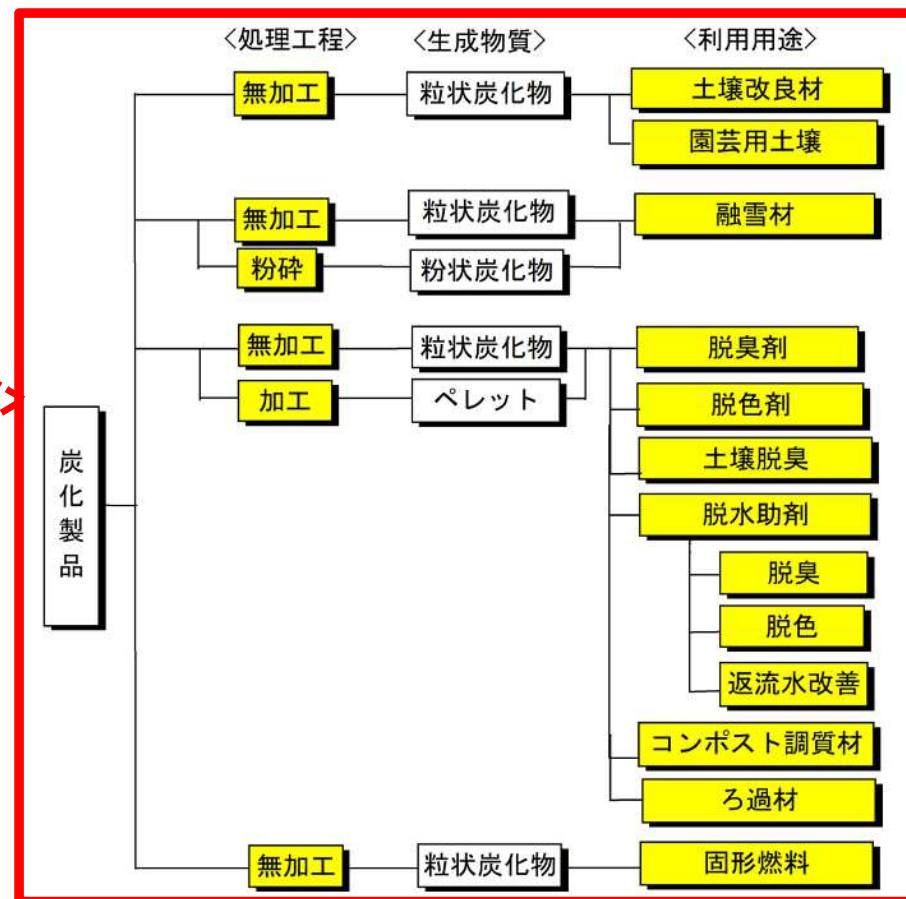 〈処理工程〉 〈生成物質〉 〈利用用途〉
無加工 粒状炭化物 土壌改良材
園芸用土壌
無加工 粒状炭化物 融雪材
粉砕 粉状炭化物
無加工 粒状炭化物 脱臭剤
加工 ペレット 脱色剤
炭化製品
土壌脱臭
脱水助剤
脱臭
脱色
返流水改善
コンポスト調質材
ろ過材
無加工 粒状炭化物 固形燃料